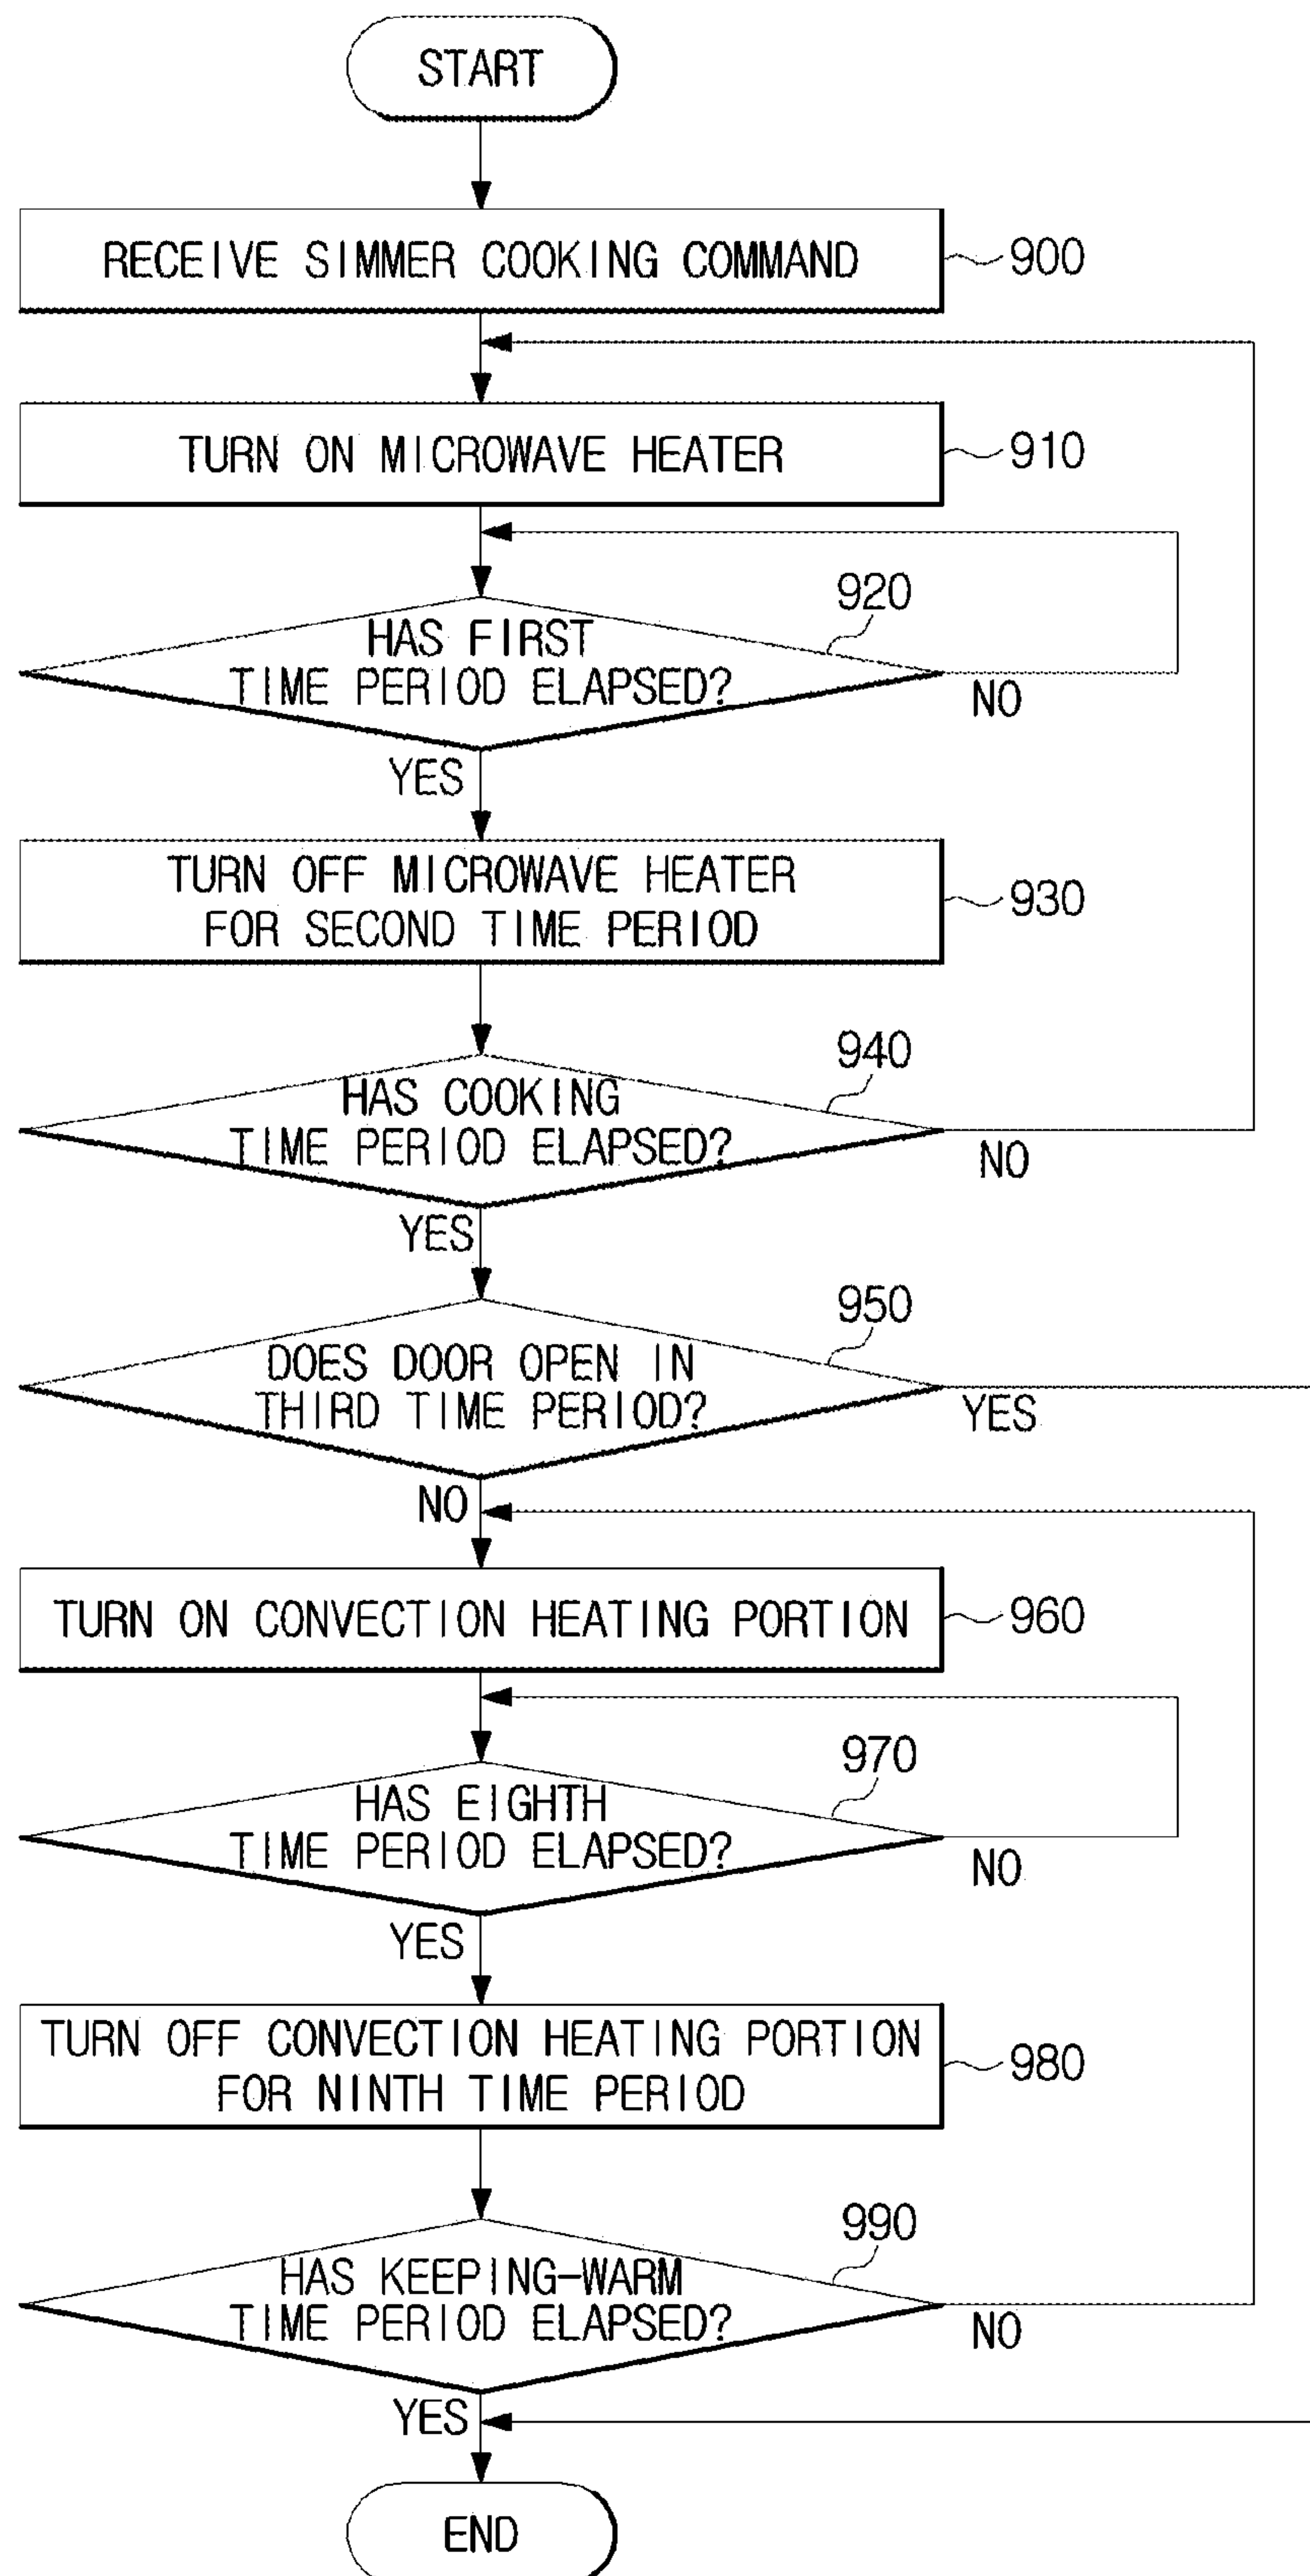 START
RECEIVE SIMMER COOKING COMMAND
900
TURN ON MICROWAVE HEATER
910
920
HAS FIRST
TIME PERIOD ELAPSED?
NO
YES
TURN OFF MICROWAVE HEATER
FOR SECOND TIME PERIOD
930
940
HAS COOKING
TIME PERIOD ELAPSED?
NO
YES
950
DOES DOOR OPEN IN
THIRD TIME PERIOD?
YES
NO
TURN ON CONVECTION HEATING PORTION
960
970
HAS EIGHTH
TIME PERIOD ELAPSED?
NO
YES
TURN OFF CONVECTION HEATING PORTION
FOR NINTH TIME PERIOD
980
990
HAS KEEPING-WARM
TIME PERIOD ELAPSED?
NO
YES
END